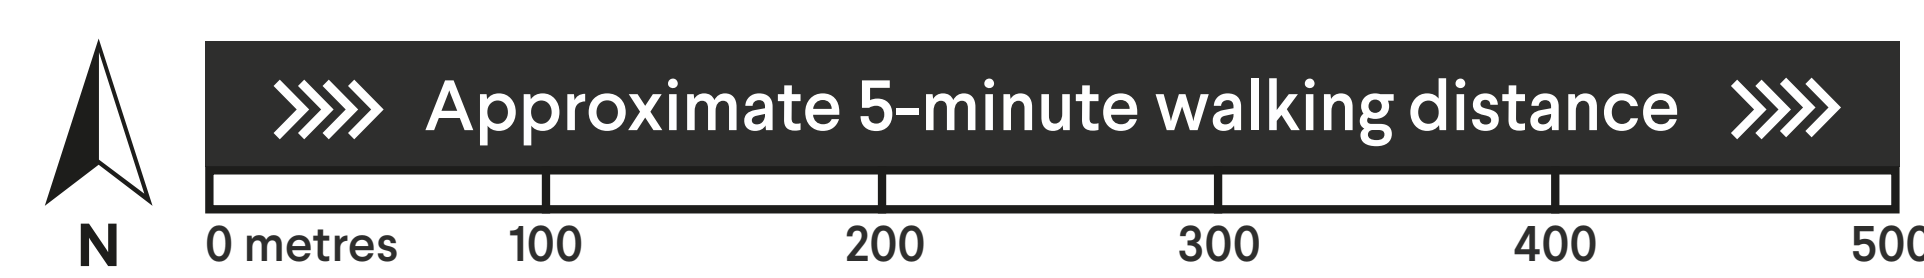 Approximate 5-minute walking distance
N
0 metres 100 200 300 400 500